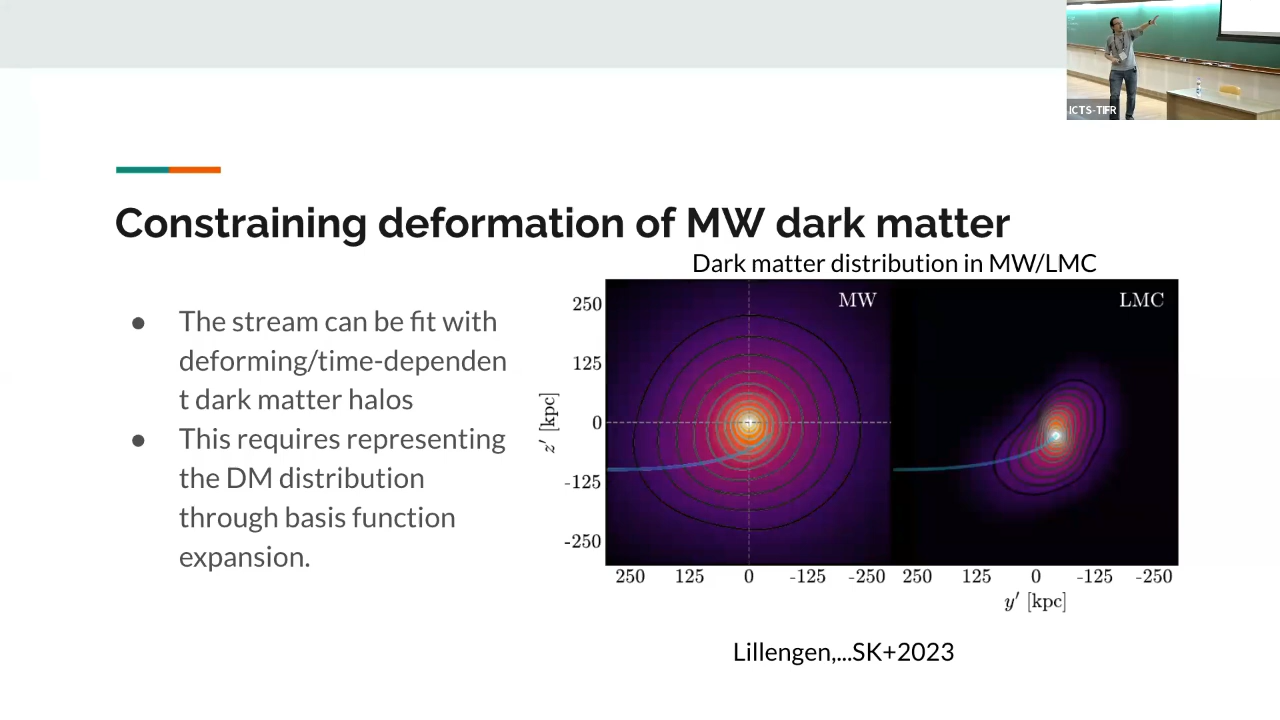 ICTS-TIFR
Constraining deformation of MW dark matter
Dark matter distribution in MW/LMC
● The stream can be fit with
deforming/time-dependen
t dark matter halos
● This requires representing
the DM distribution
through basis function
expansion.
MW
LMC
250
125
0
-125
-250
z′ [kpc]
250 125 0 -125 -250 250 125 0 -125 -250
y′ [kpc]
Lillengen,...SK+2023